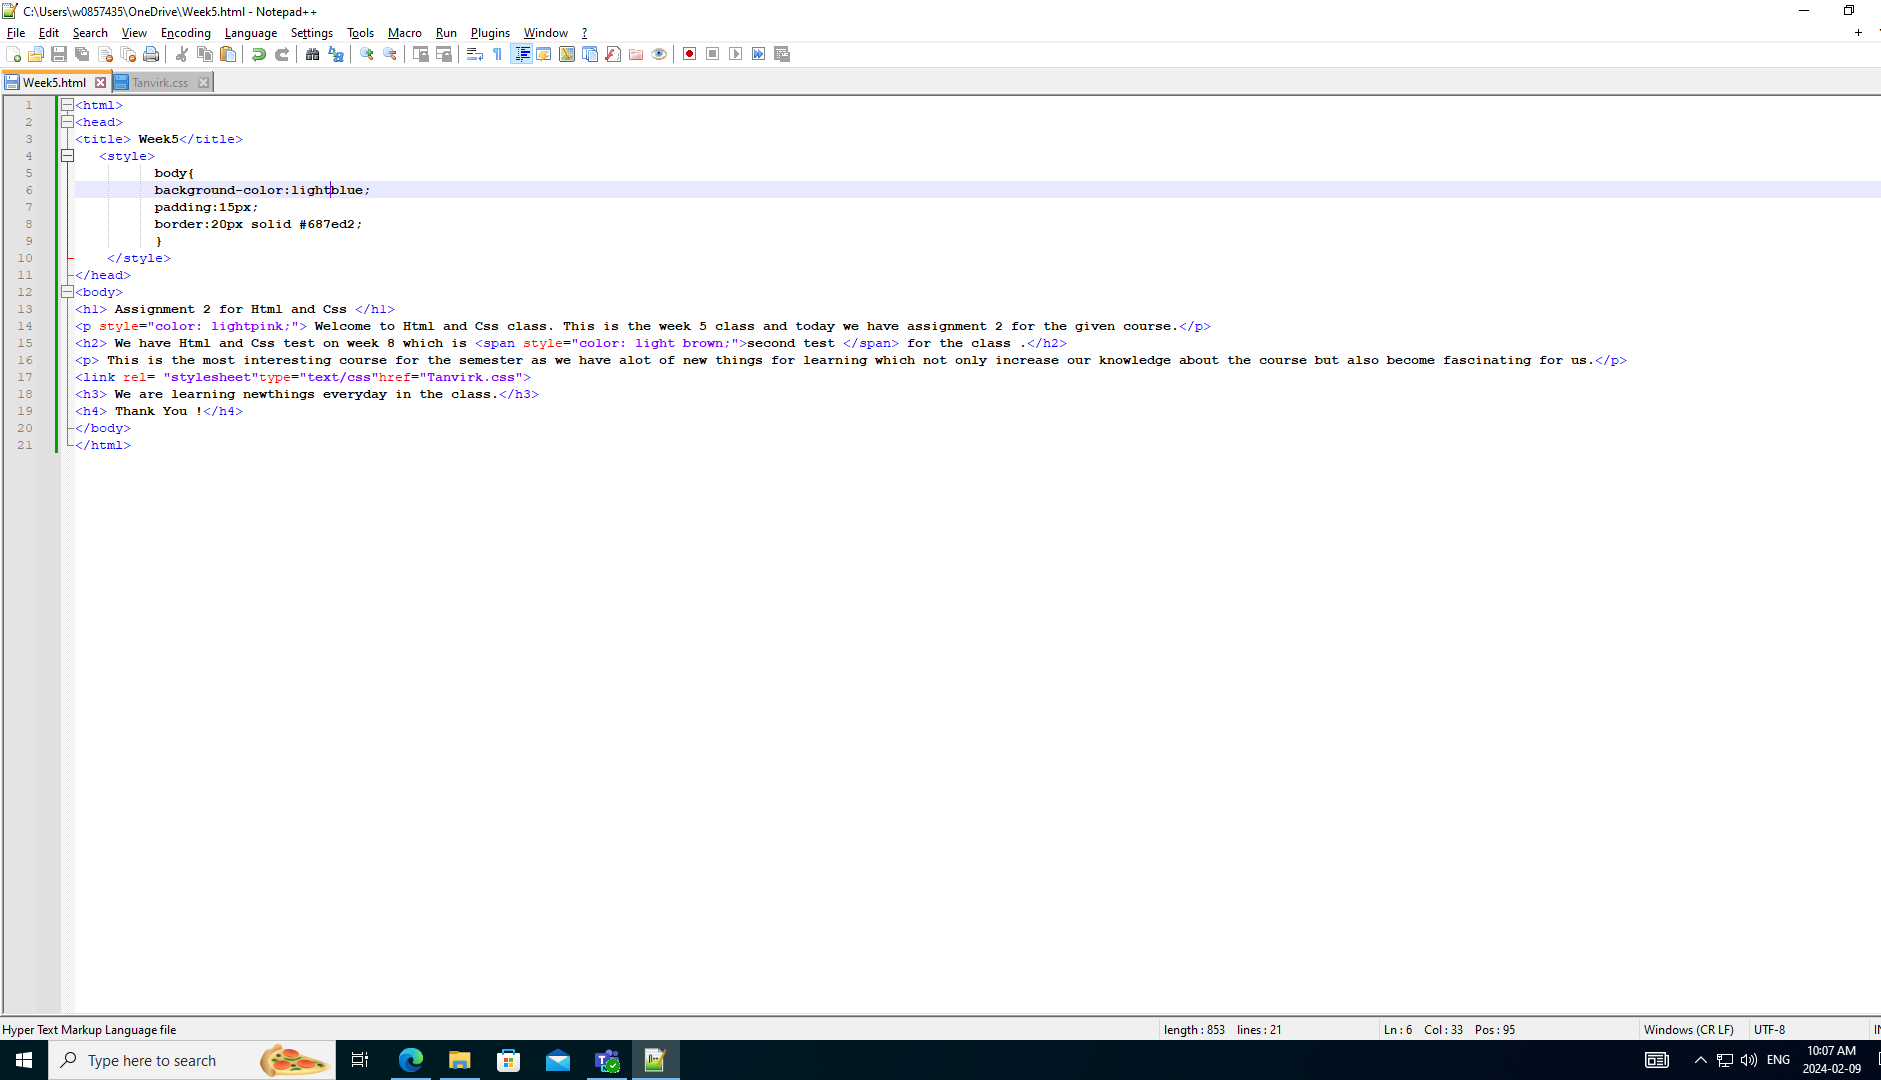 C:\Users\w0857435\OneDrive\Week5.html - Notepad++
File Edit Search View Encoding Language Settings Tools Macro Run Plugins Window ?
Week5.html Tanvirk.css
1 <html>
2 <head>
3 <title> Week5</title>
4 <style>
5 body{
6 background-color:lightblue;
7 padding:15px;
8 border:20px solid #687ed2;
9 }
10 </style>
11 </head>
12 <body>
13 <h1> Assignment 2 for Html and Css </h1>
14 <p style="color: lightpink;"> Welcome to Html and Css class. This is the week 5 class and today we have assignment 2 for the given course.</p>
15 <h2> We have Html and Css test on week 8 which is <span style="color: light brown;">second test </span> for the class .</h2>
16 <p> This is the most interesting course for the semester as we have alot of new things for learning which not only increase our knowledge about the course but also become fascinating for us.</p>
17 <link rel= "stylesheet"type="text/css"href="Tanvirk.css">
18 <h3> We are learning newthings everyday in the class.</h3>
19 <h4> Thank You !</h4>
20 </body>
21 </html>
Hyper Text Markup Language file length : 853 lines : 21 Ln : 6 Col : 33 Pos : 95 Windows (CR LF) UTF-8
Type here to search ENG 10:07 AM
2024-02-09